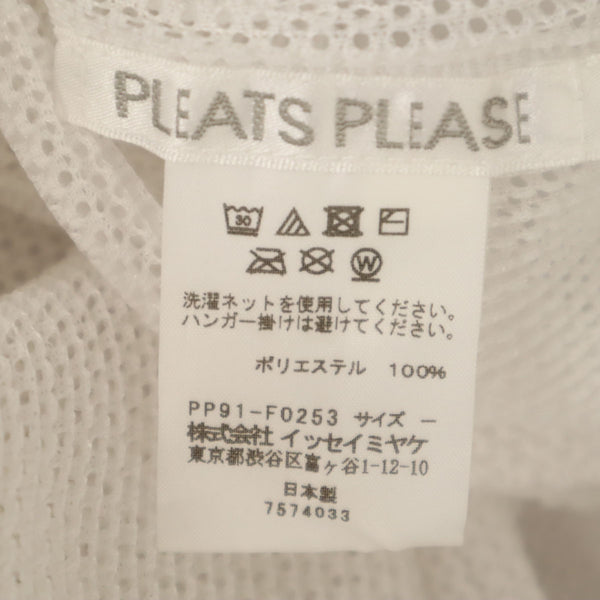 PLEATS PLEASE
30
W
洗濯ネットを使用してください。
ハンガー掛けは避けてください。
ポリエステル 100%
PP91-F0253 サイズ ー
株式会社 イッセイミヤケ
東京都渋谷区富ヶ谷1-12-10
日本製
7574033